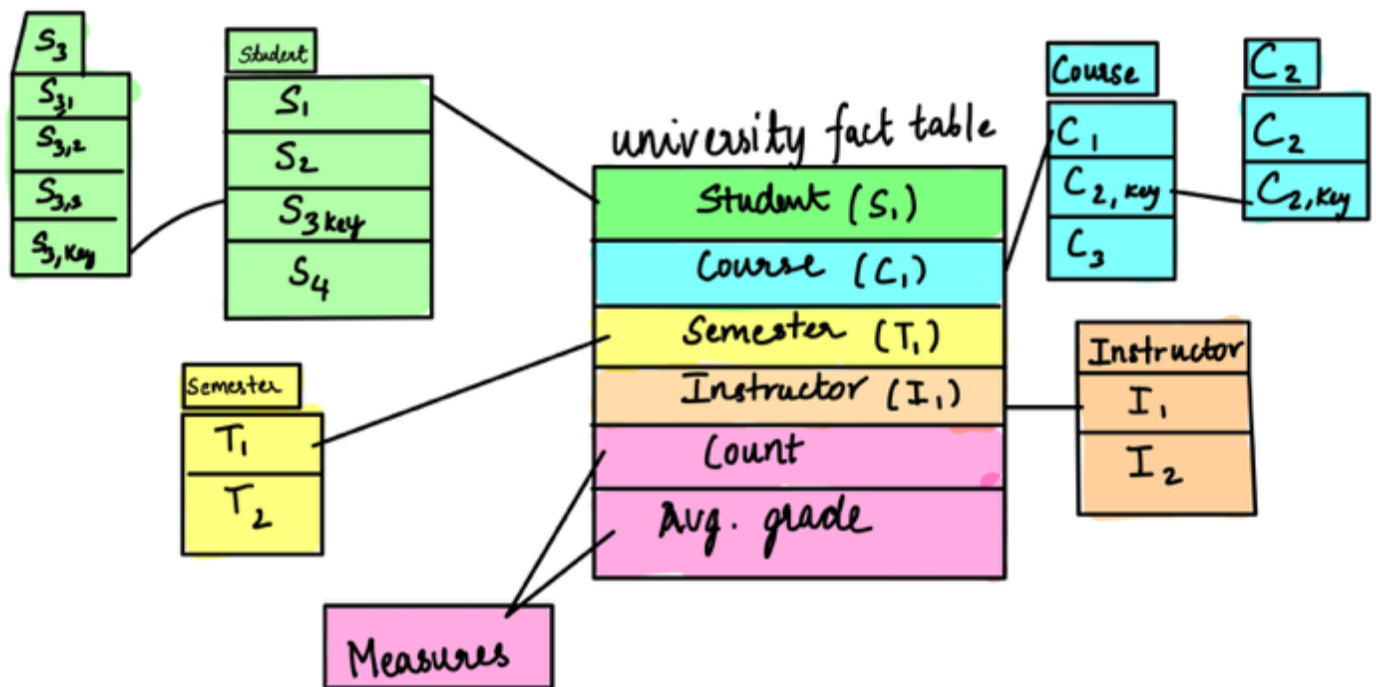 S3
S3,1
S3,2
S3,3
S3,Key
Student
S1
S2
S3 Key
S4
Semester
T1
T2
university fact table
Student (S1)
Course (C1)
Semester (T1)
Instructor (I1)
Count
Avg. grade
Measures
Course
C1
C2, Key
C3
C2
C2
C2, Key
Instructor
I1
I2